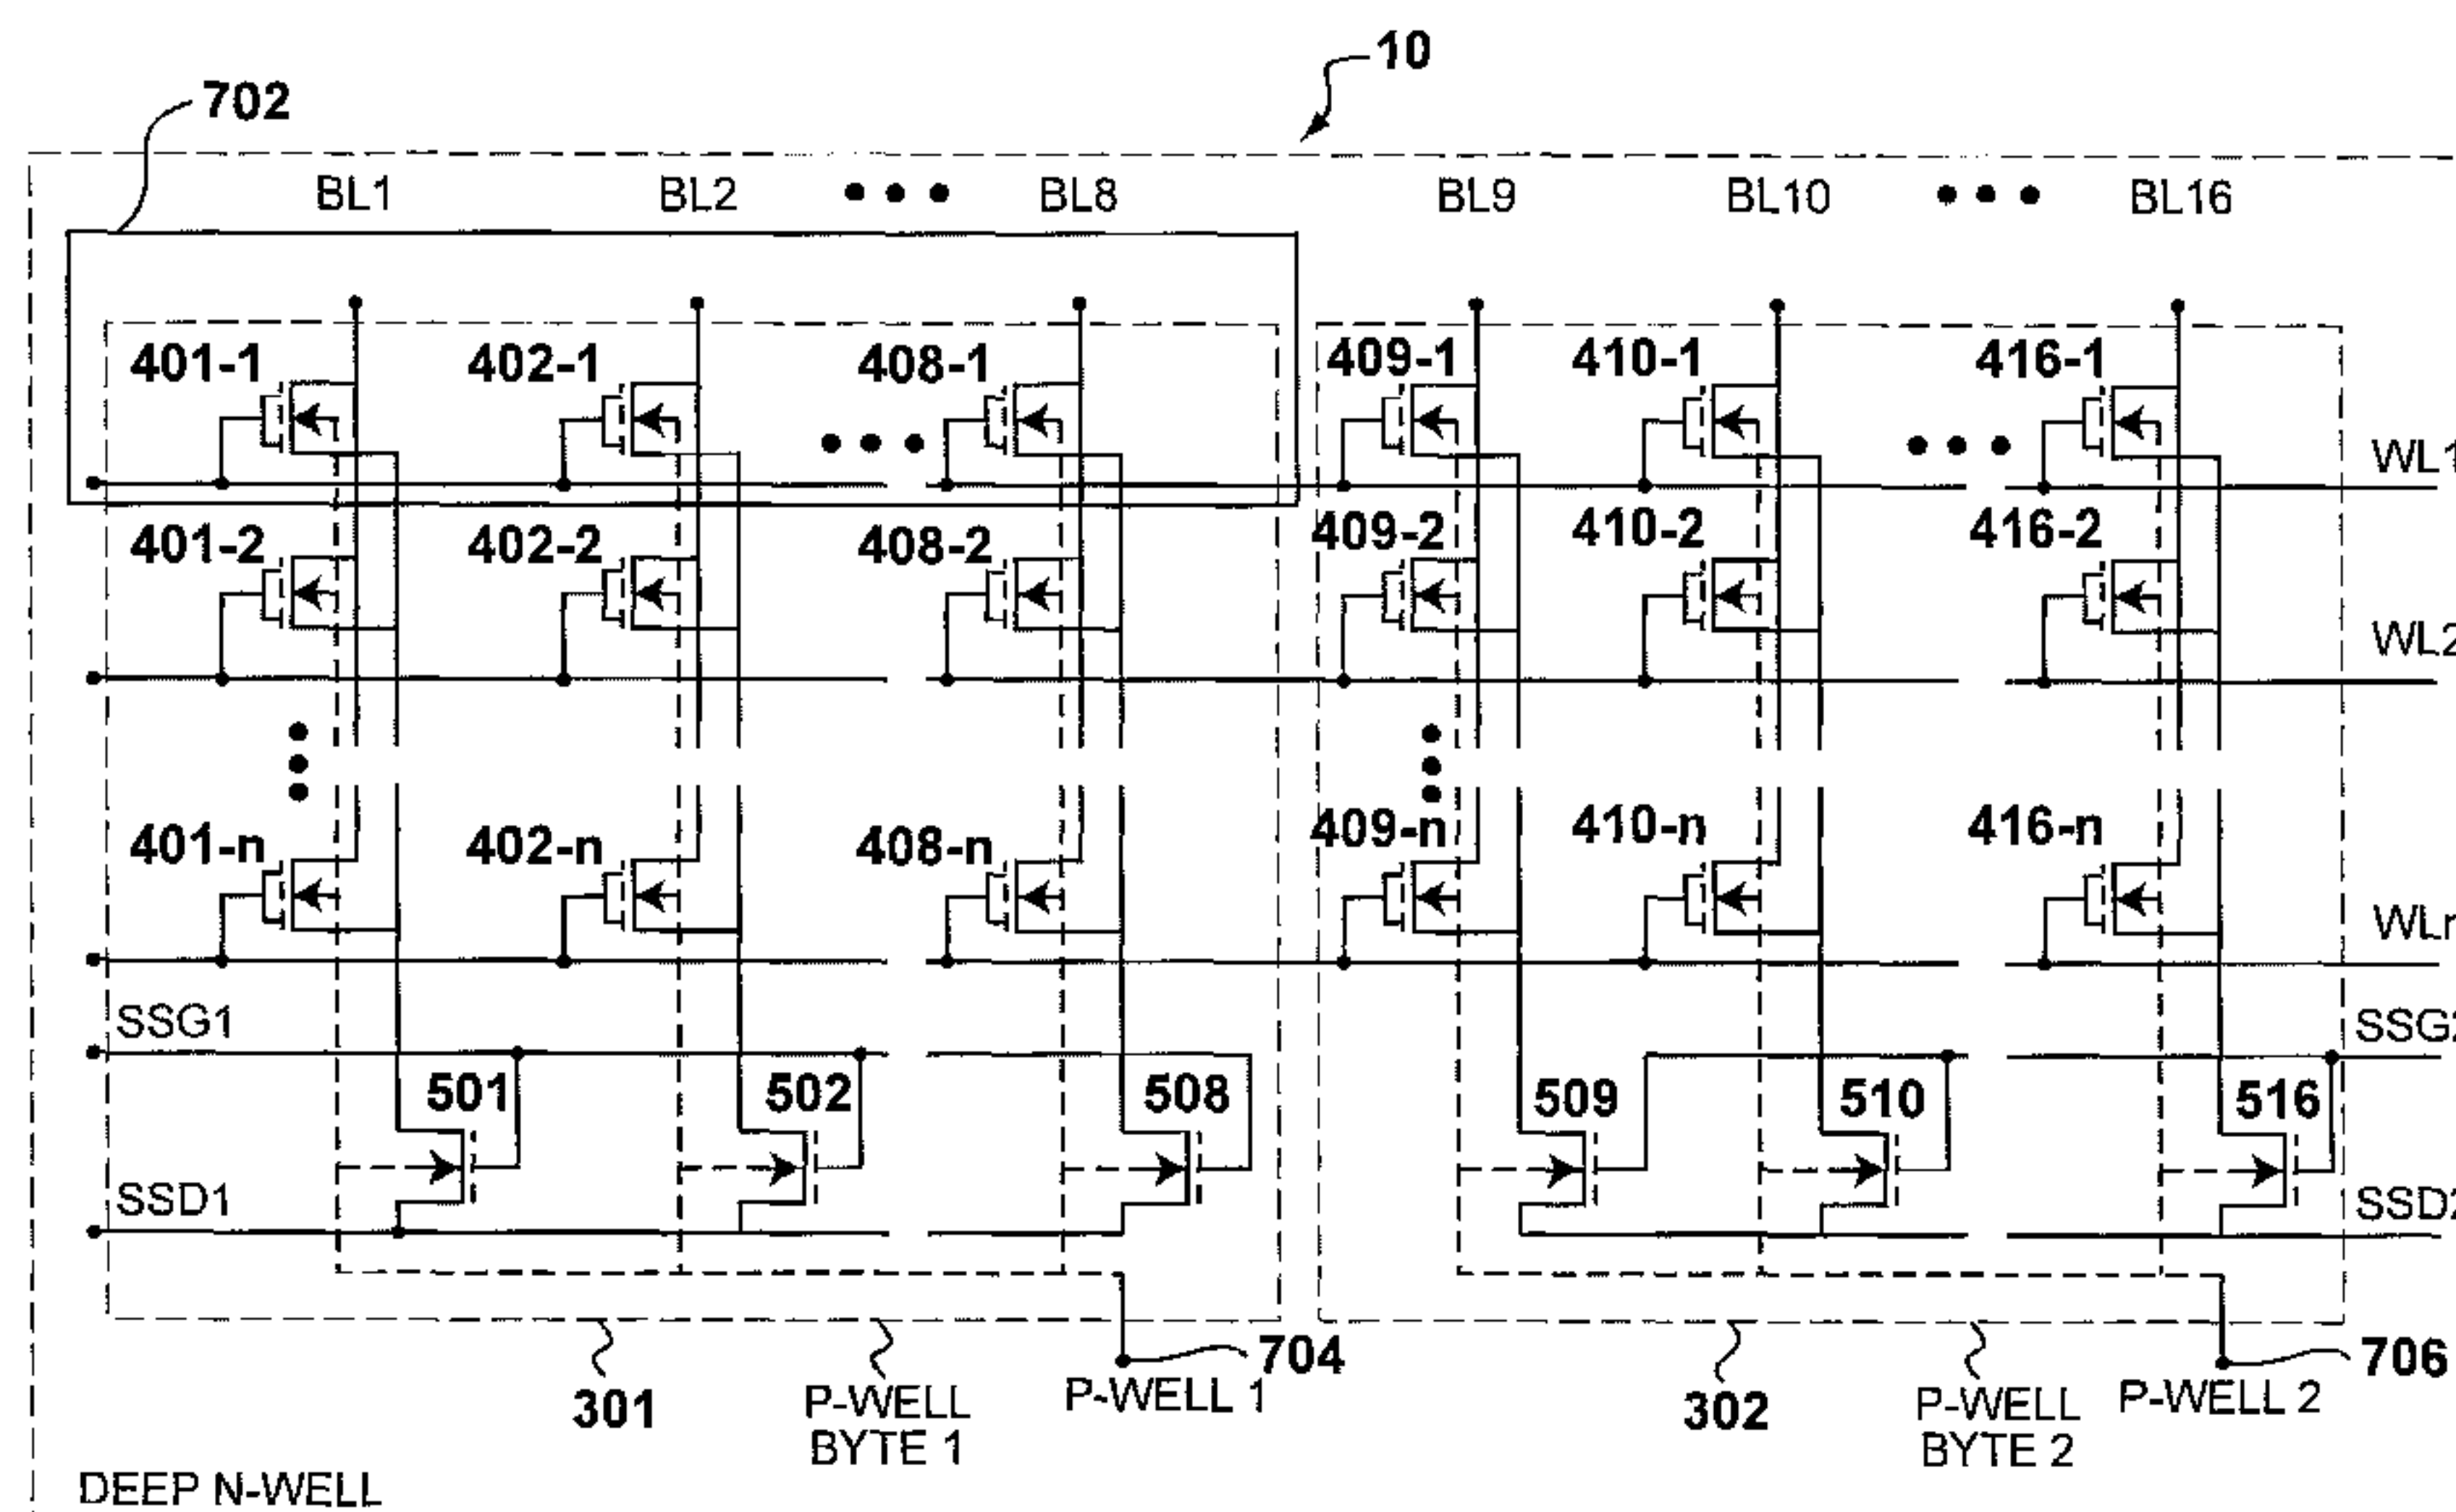 10
702
BL1 BL2 BL8 BL9 BL10 BL16
401-1 402-1 408-1 409-1 410-1 416-1
WL1
401-2 402-2 408-2 409-2 410-2 416-2
WL2
401-n 402-n 408-n 409-n 410-n 416-n
SSG1
501 502 508 509 510 516
SSD1
704
706
301
P-WELL
BYTE 1
P-WELL 1
302
P-WELL
BYTE 2
P-WELL 2
DEEP N-WELL